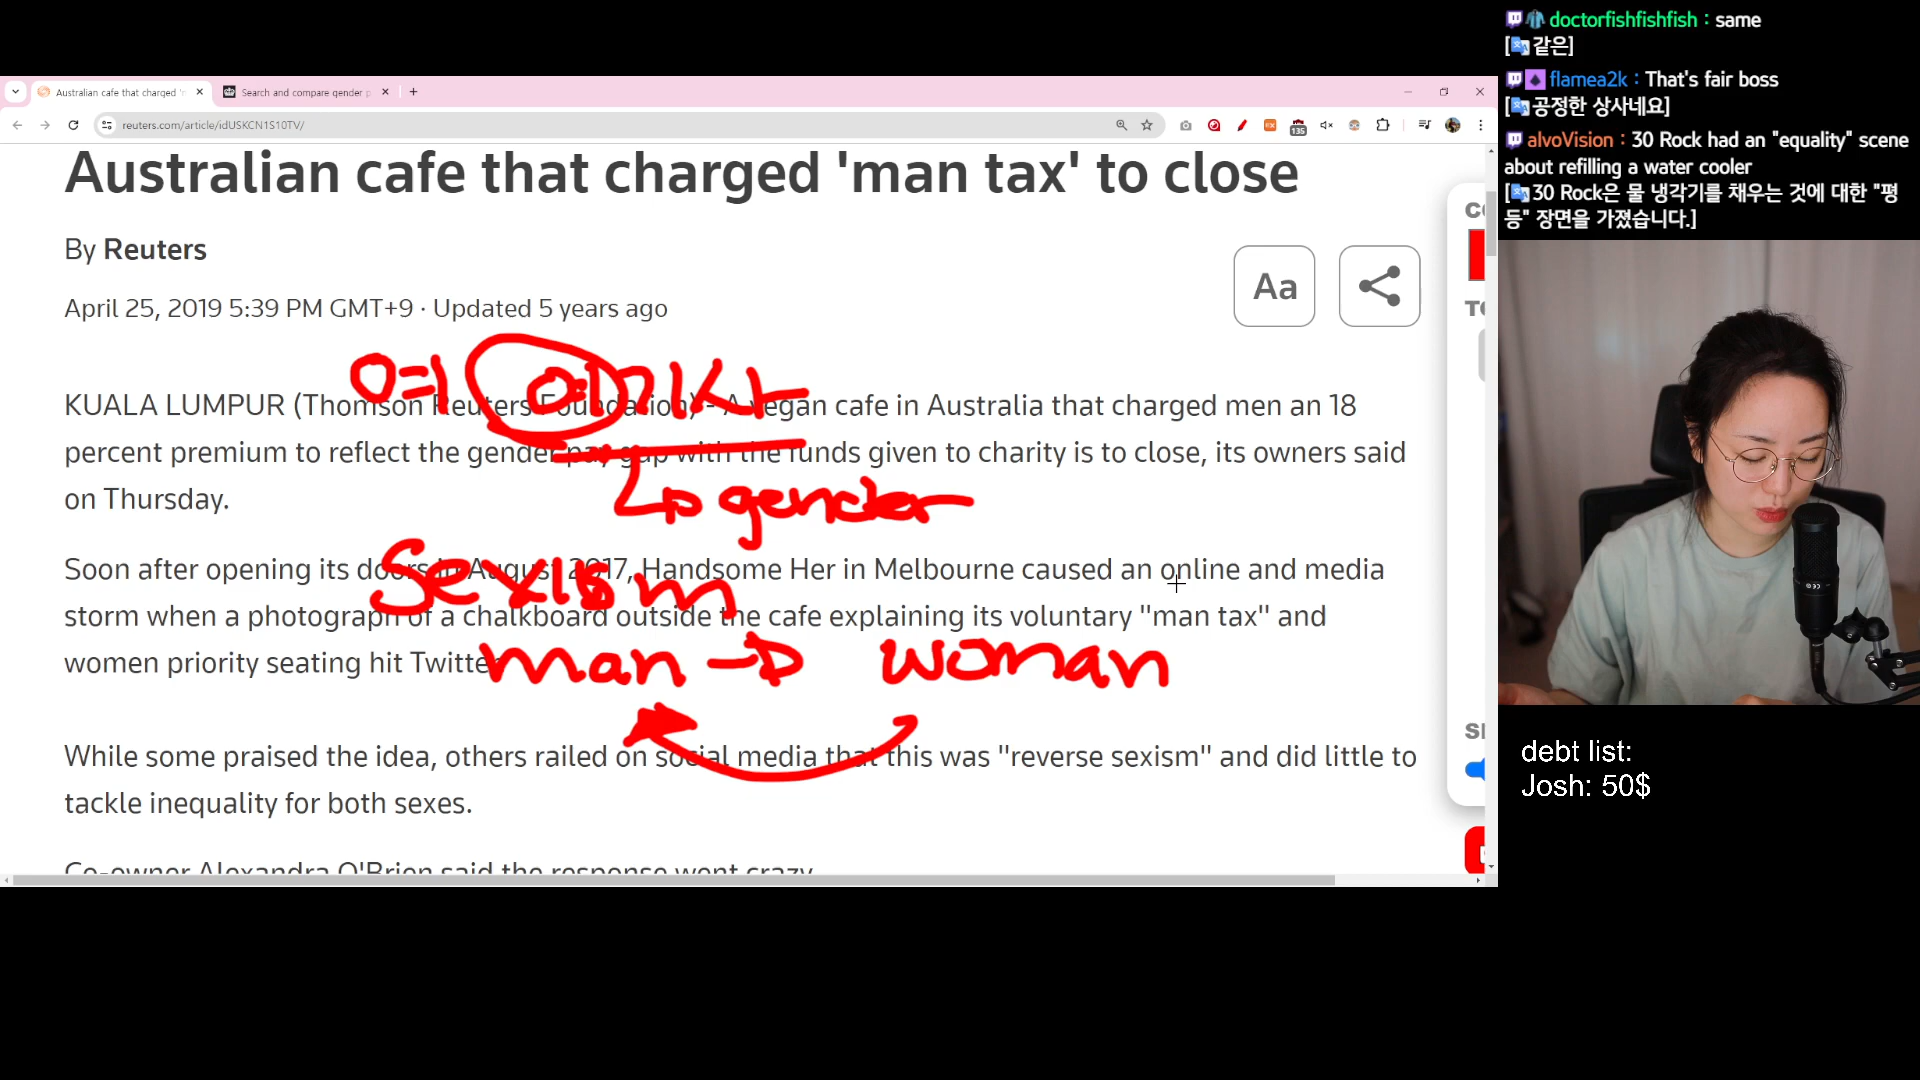 Australian cafe that charged 'm
Search and compare gender p
reuters.com/article/idUSKCN1S10TV/
135
Australian cafe that charged 'man tax' to close
By Reuters
April 25, 2019 5:39 PM GMT+9 · Updated 5 years ago
Aa
KUALA LUMPUR (Thomson Reuters Foundation) - A vegan cafe in Australia that charged men an 18
percent premium to reflect the gender pay gap with the funds given to charity is to close, its owners said
on Thursday.
gender
Soon after opening its doors in August 2017, Handsome Her in Melbourne caused an online and media
sexism
storm when a photograph of a chalkboard outside the cafe explaining its voluntary "man tax" and
women priority seating hit Twitter.
man → woman
While some praised the idea, others railed on social media that this was "reverse sexism" and did little to
tackle inequality for both sexes.
Co-owner Alexandra O'Brien said the response went crazy
doctorfishfishfish : same
[같은]
flamea2k : That's fair boss
[공정한 상사네요]
alvoVision : 30 Rock had an "equality" scene
about refilling a water cooler
[30 Rock은 물 냉각기를 채우는 것에 대한 "평
등" 장면을 가졌습니다.]
debt list:
Josh: 50$